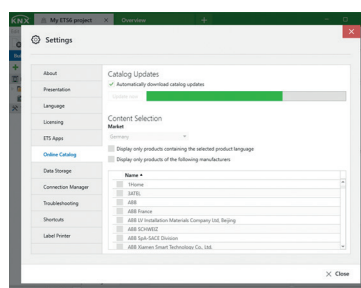 KNX
My ETS6 project
Overview
Settings
About
Presentation
Language
Licensing
ETS Apps
Online Catalog
Data Storage
Connection Manager
Troubleshooting
Shortcuts
Label Printer
Catalog Updates
Automatically download catalog updates
Content Selection
Market
Germany
Display only products containing the selected product language
Display only products of the following manufacturers
Name
1Home
3ATEL
ABB
ABB France
ABB LV Installation Materials Company Ltd, Beijing
ABB SCHWEIZ
ABB SpA-SACE Division
ABB Xiamen Smart Technology Co., Ltd.
Close